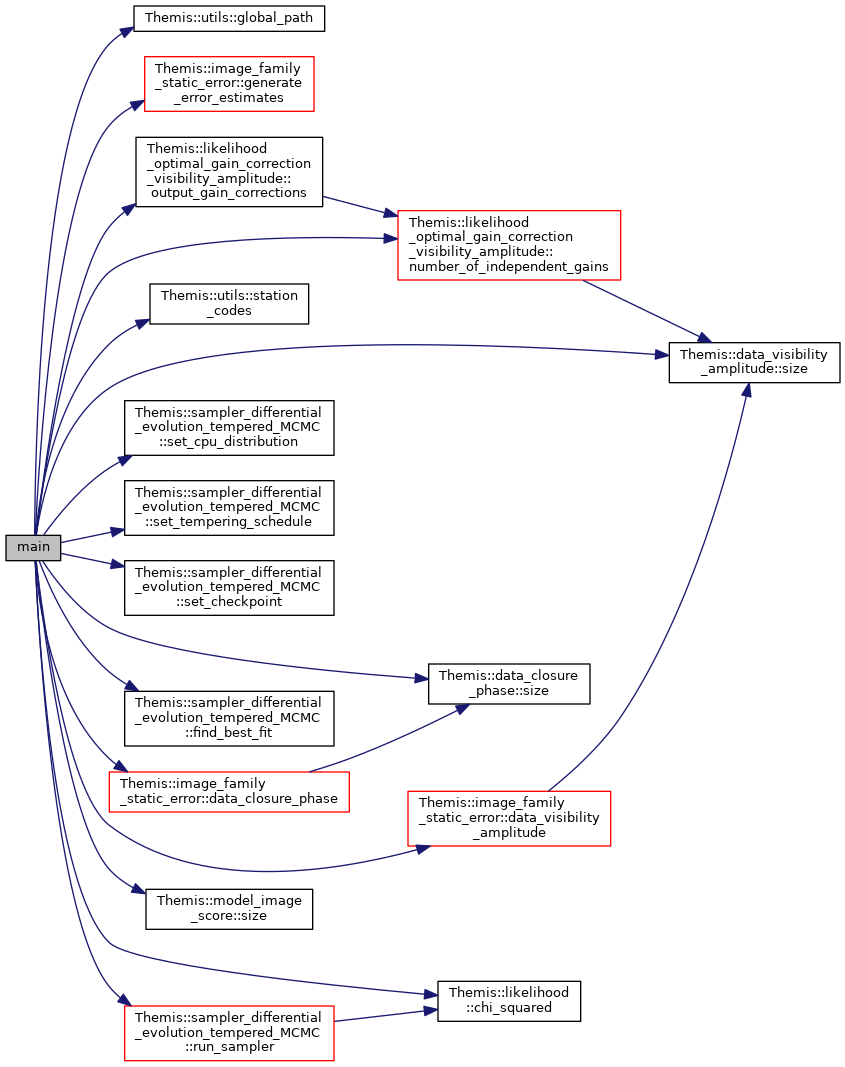 Themis::utils::global_path
Themis::image_family
_static_error::generate
_error_estimates
Themis::likelihood
_optimal_gain_correction
_visibility_amplitude::
output_gain_corrections
Themis::likelihood
_optimal_gain_correction
_visibility_amplitude::
number_of_independent_gains
Themis::utils::station
_codes
Themis::data_visibility
_amplitude::size
Themis::sampler_differential
_evolution_tempered_MCMC
::set_cpu_distribution
Themis::sampler_differential
_evolution_tempered_MCMC
::set_tempering_schedule
main
Themis::sampler_differential
_evolution_tempered_MCMC
::set_checkpoint
Themis::data_closure
_phase::size
Themis::sampler_differential
_evolution_tempered_MCMC
::find_best_fit
Themis::image_family
_static_error::data_closure_phase
Themis::image_family
_static_error::data_visibility
_amplitude
Themis::model_image
_score::size
Themis::likelihood
::chi_squared
Themis::sampler_differential
_evolution_tempered_MCMC
::run_sampler